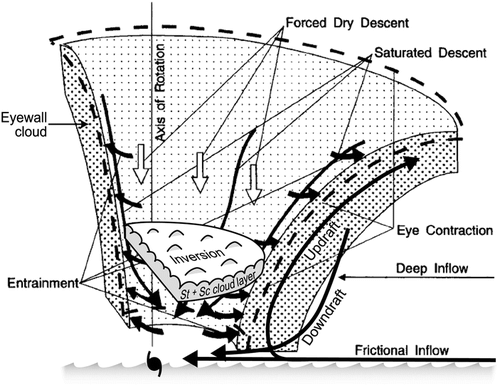 Forced Dry Descent
Saturated Descent
Axis of Rotation
Eyewall
cloud
Inversion
St + Sc cloud layer
Entrainment
Updraft
Eye Contraction
Deep Inflow
Downdraft
Frictional Inflow